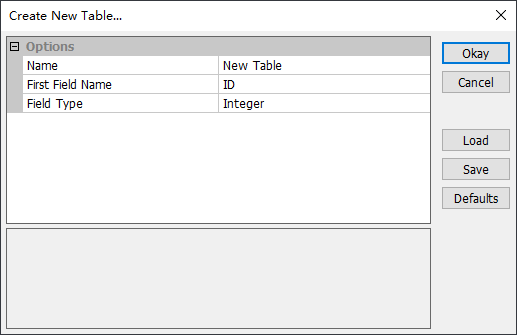 Create New Table...
Options
Name New Table
First Field Name ID
Field Type Integer
Okay
Cancel
Load
Save
Defaults